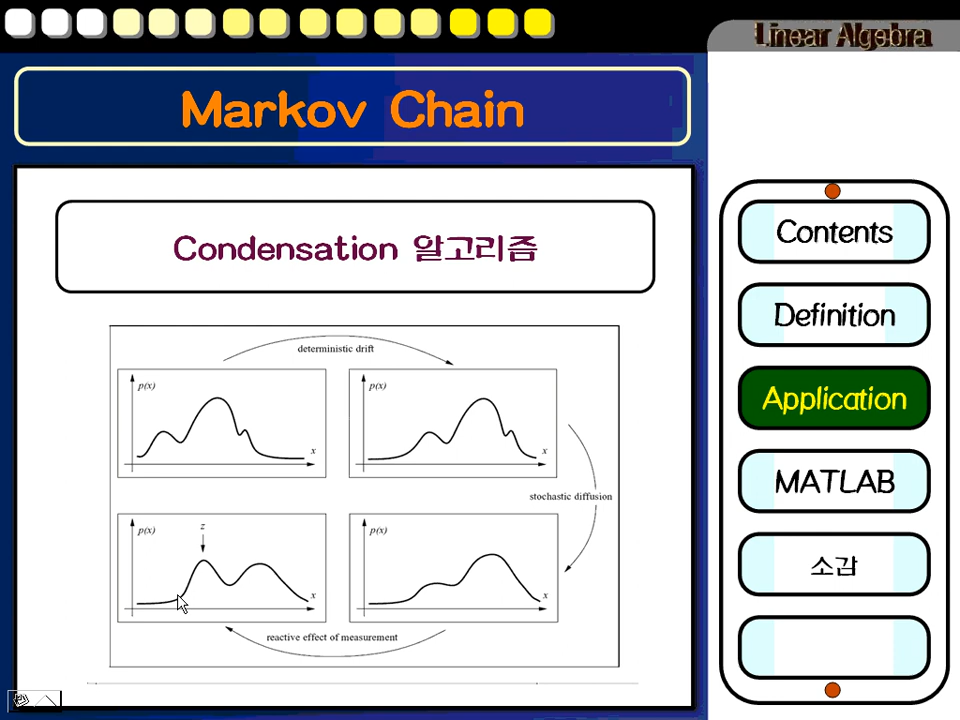 Linear Algebra
Markov Chain
Condensation 알고리즘
deterministic drift
p(x)
x
p(x)
x
stochastic diffusion
p(x)
z
x
p(x)
x
reactive effect of measurement
Contents
Definition
Application
MATLAB
소감